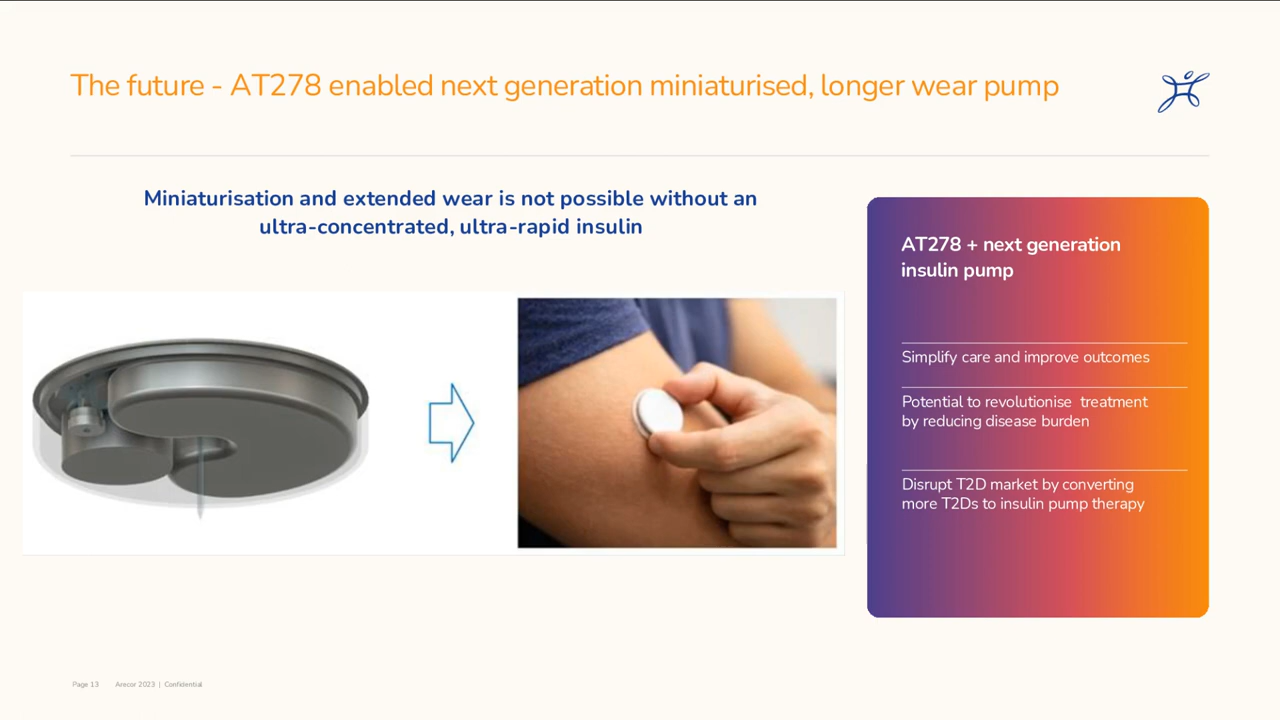 The future - AT278 enabled next generation miniaturised, longer wear pump
Miniaturisation and extended wear is not possible without an
ultra-concentrated, ultra-rapid insulin
AT278 + next generation
insulin pump
Simplify care and improve outcomes
Potential to revolutionise  treatment
by reducing disease burden
Disrupt T2D market by converting
more T2Ds to insulin pump therapy
Page 13 Arecor 2023 | Confidential